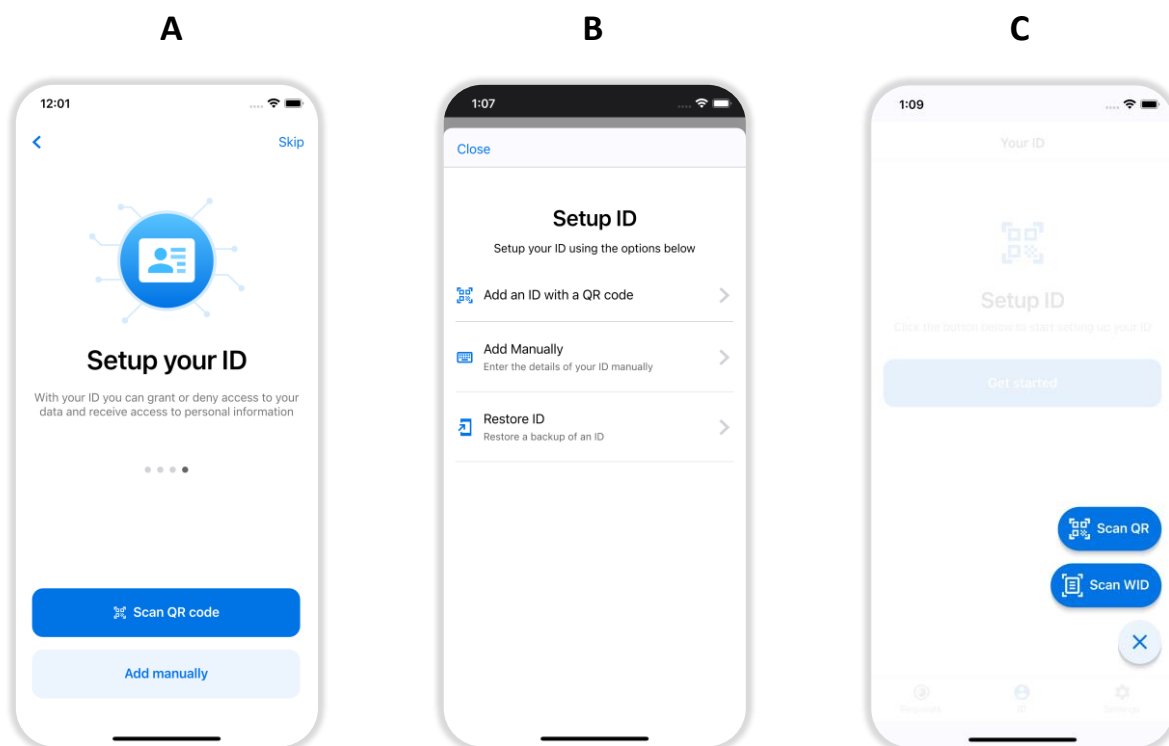 A
B
C
12:01
Skip
Setup your ID
With your ID you can grant or deny access to your
data and receive access to personal information
Scan QR code
Add manually
1:07
Close
Setup ID
Setup your ID using the options below
Add an ID with a QR code
Add Manually
Enter the details of your ID manually
Restore ID
Restore a backup of an ID
1:09
Your ID
Setup ID
Click the button below to start setting up your ID
Get started
Scan QR
Scan WID
Requests
ID
Settings